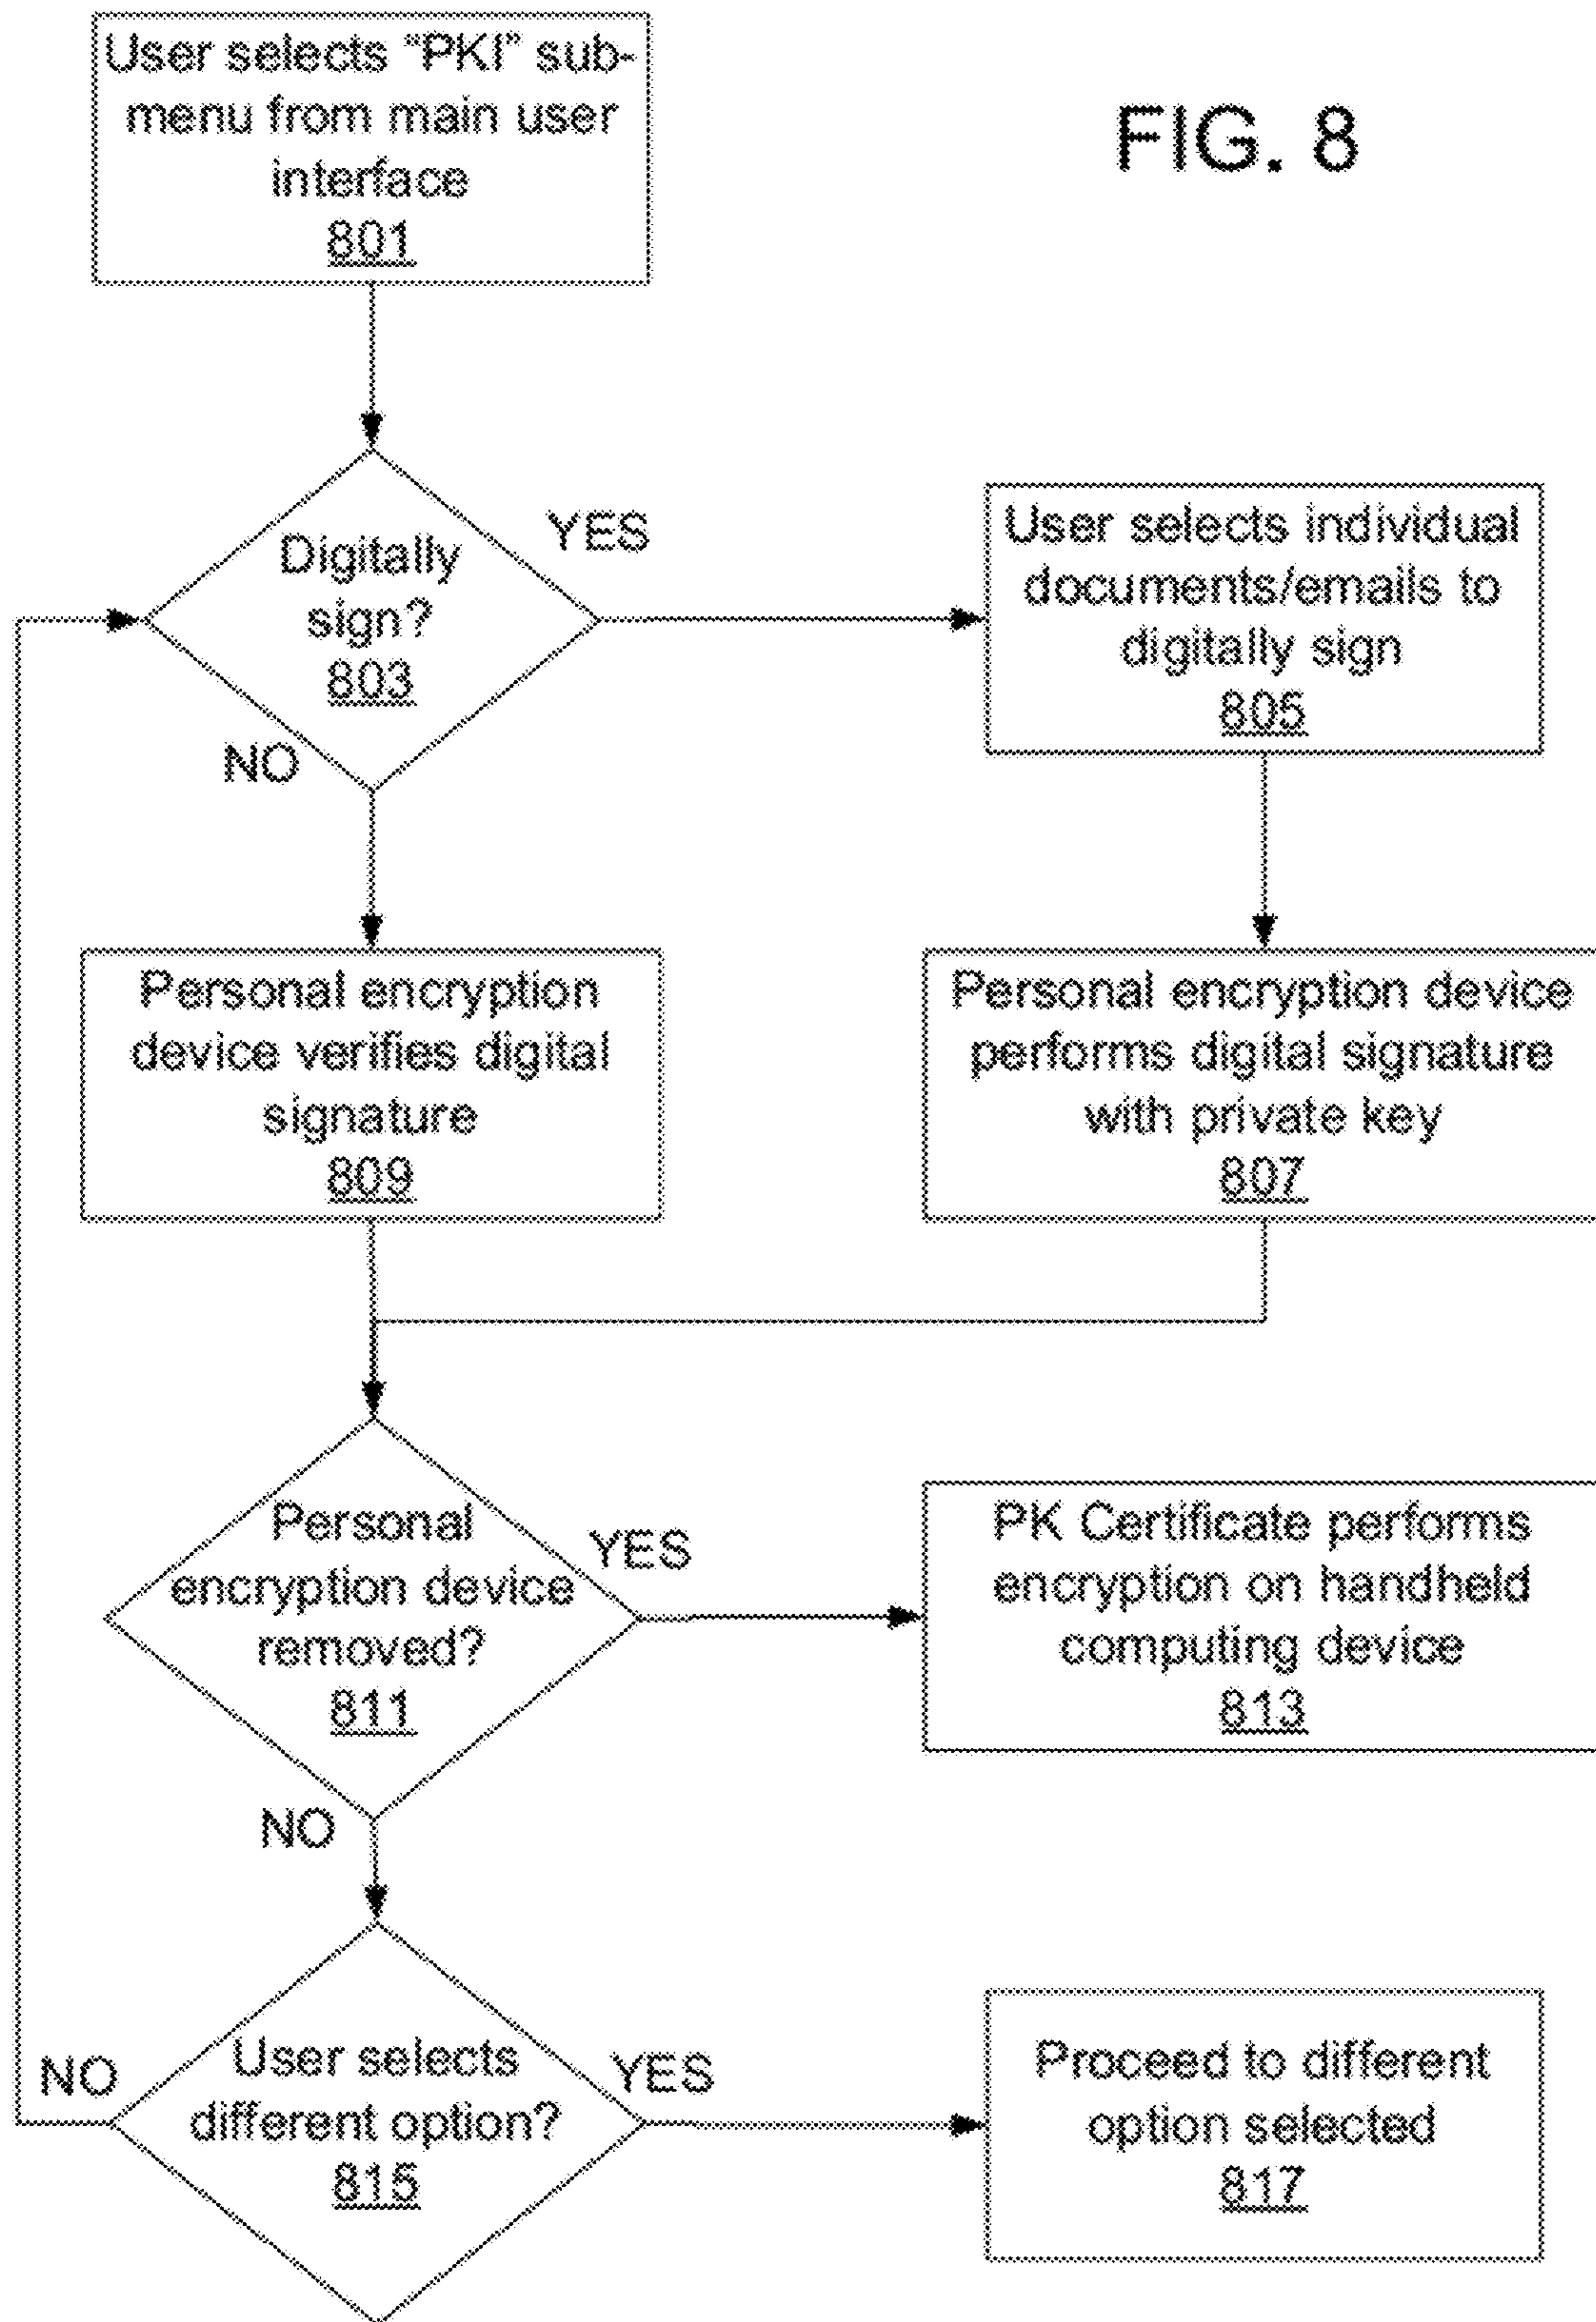 User selects "PKI" sub-
menu from main user
interface
801
FIG. 8
Digitally
sign?
803
YES
NO
User selects individual
documents/emails to
digitally sign
805
Personal encryption
device verifies digital
signature
809
Personal encryption device
performs digital signature
with private key
807
Personal
encryption device
removed?
811
YES
NO
PK Certificate performs
encryption on handheld
computing device
813
NO
User selects
different option?
815
YES
Proceed to different
option selected
817